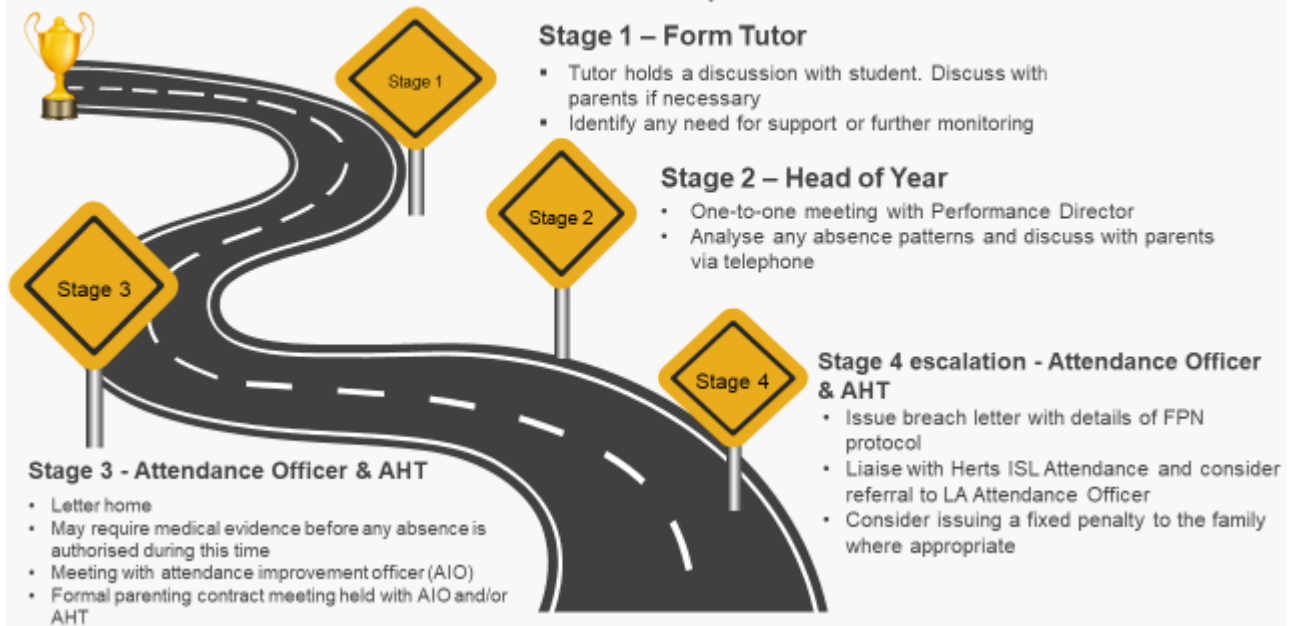 Stage 1
Stage 1 – Form Tutor
▪ Tutor holds a discussion with student. Discuss with
parents if necessary
▪ Identify any need for support or further monitoring
Stage 2
Stage 2 – Head of Year
• One-to-one meeting with Performance Director
• Analyse any absence patterns and discuss with parents
via telephone
Stage 3
Stage 3 - Attendance Officer & AHT
• Letter home
• May require medical evidence before any absence is
authorised during this time
• Meeting with attendance improvement officer (AIO)
• Formal parenting contract meeting held with AIO and/or
AHT
Stage 4
Stage 4 escalation - Attendance Officer
& AHT
• Issue breach letter with details of FPN
protocol
• Liaise with Herts ISL Attendance and consider
referral to LA Attendance Officer
• Consider issuing a fixed penalty to the family
where appropriate